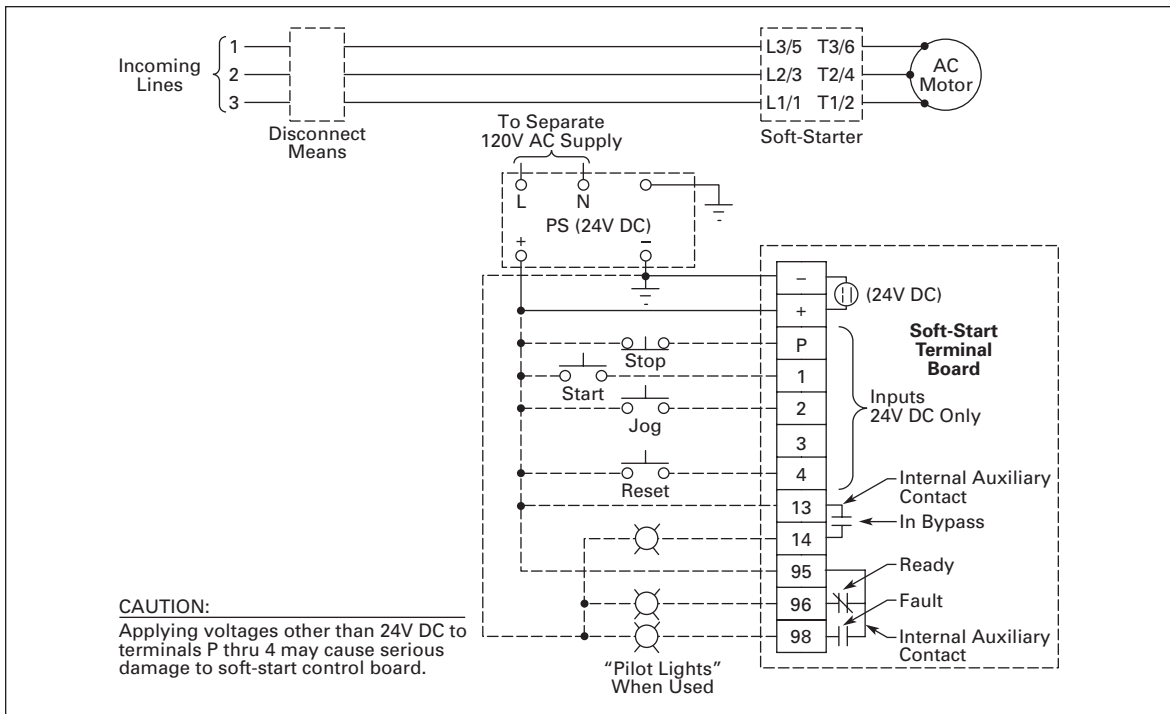 Incoming
Lines
1
2
3
Disconnect
Means
L3/5 T3/6
L2/3 T2/4
L1/1 T1/2
Soft-Starter
AC
Motor
To Separate
120V AC Supply
L N
PS (24V DC)
+ –
–
+
P
1
2
3
4
13
14
95
96
98
(24V DC)
Soft-Start
Terminal
Board
Stop
Start
Jog
Reset
Inputs
24V DC Only
Internal Auxiliary
Contact
In Bypass
Ready
Fault
Internal Auxiliary
Contact
CAUTION:
Applying voltages other than 24V DC to
terminals P thru 4 may cause serious
damage to soft-start control board.
“Pilot Lights”
When Used